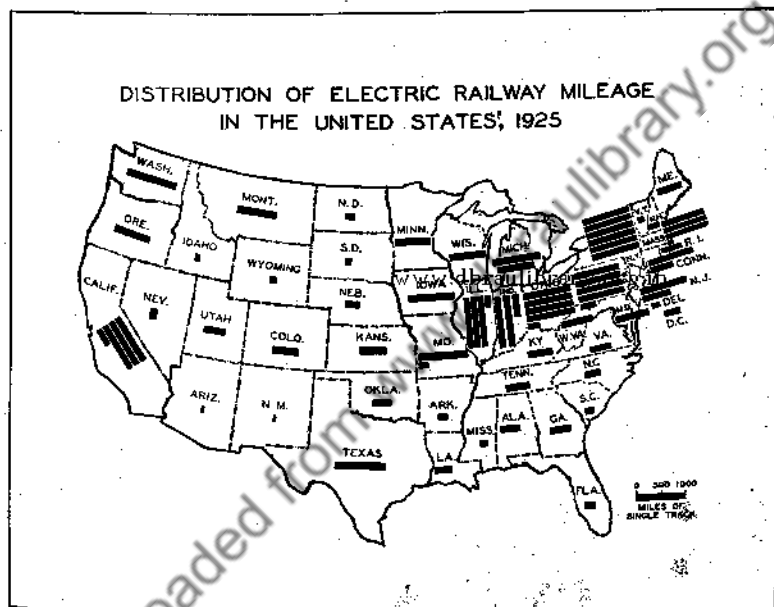 DISTRIBUTION OF ELECTRIC RAILWAY MILEAGE
IN THE UNITED STATES, 1925
WASH.
MONT.
N.D.
MINN.
ME.
ORE.
IDAHO
S.D.
WIS.
MICH.
V.T.
N.Y.
MASS.
R.I.
CONN.
WYOMING
IOWA
N.J.
CALIF.
NEV.
UTAH
NEB.
DEL
D.C.
COLO.
KANS.
MO.
KY
W.VA.
VA.
TENN.
N.C
ARIZ.
N.M.
OKLA.
ARK.
S.C.
MISS.
ALA.
GA.
TEXAS
LA.
FLA.
0 500 1000
MILES OF
SINGLE TRACK